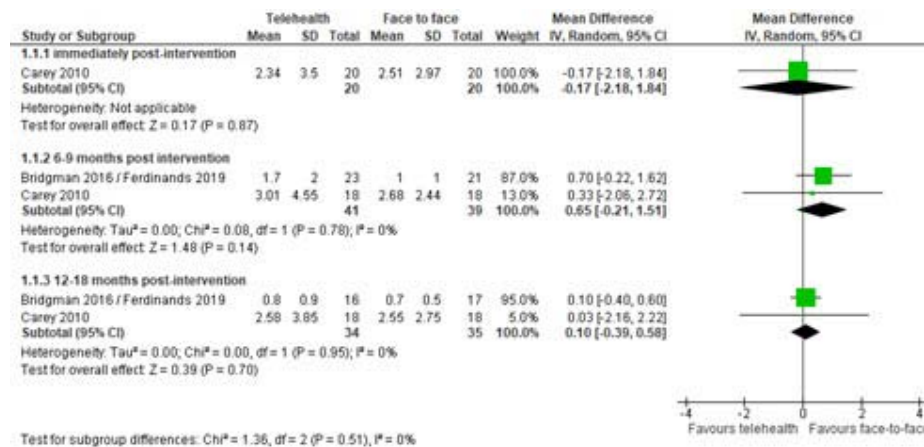 Telehealth Face to face Mean Difference Mean Difference
Study or Subgroup Mean SD Total Mean SD Total Weight IV, Random, 95% CI IV, Random, 95% CI
1.1.1 immediately post-intervention
Carey 2010 2.34 3.5 20 2.51 2.97 20 100.0% -0.17 [-2.18, 1.84]
Subtotal (95% CI) 20 20 100.0% -0.17 [-2.18, 1.84]
Heterogeneity: Not applicable
Test for overall effect: Z = 0.17 (P = 0.87)
1.1.2 6-9 months post intervention
Bridgman 2016 / Ferdinands 2019 1.7 2 23 1 1 21 87.0% 0.70 [-0.22, 1.62]
Carey 2010 3.01 4.55 18 2.68 2.44 18 13.0% 0.33 [-2.06, 2.72]
Subtotal (95% CI) 41 39 100.0% 0.65 [-0.21, 1.51]
Heterogeneity: Tau² = 0.00; Chi² = 0.08, df = 1 (P = 0.78); I² = 0%
Test for overall effect: Z = 1.48 (P = 0.14)
1.1.3 12-18 months post-intervention
Bridgman 2016 / Ferdinands 2019 0.8 0.9 16 0.7 0.5 17 95.0% 0.10 [-0.40, 0.60]
Carey 2010 2.58 3.85 18 2.55 2.75 18 5.0% 0.03 [-2.16, 2.22]
Subtotal (95% CI) 34 35 100.0% 0.10 [-0.39, 0.58]
Heterogeneity: Tau² = 0.00; Chi² = 0.00, df = 1 (P = 0.95); I² = 0%
Test for overall effect: Z = 0.39 (P = 0.70)
-4 -2 0 2 4
Favours telehealth Favours face-to-fac
Test for subgroup differences: Chi² = 1.36, df = 2 (P = 0.51), I² = 0%